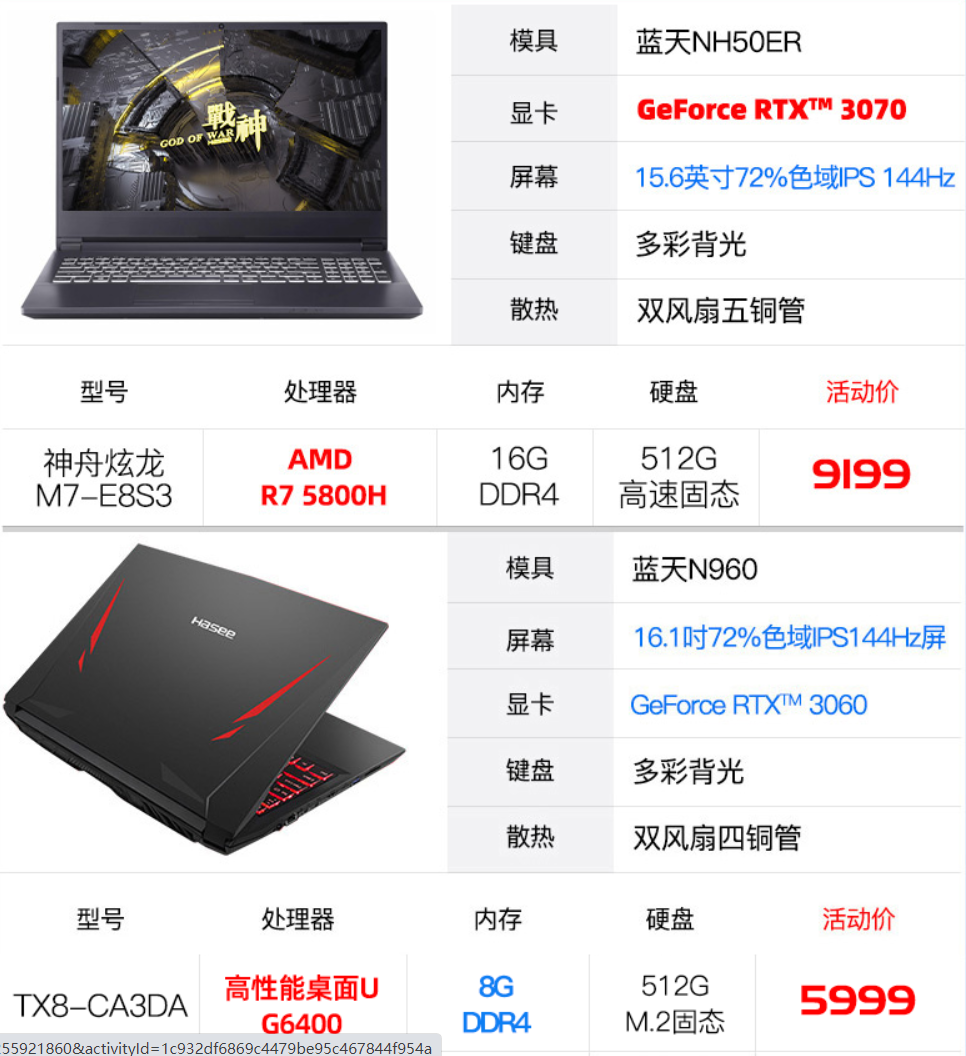 戰神
GOD OF WAR
模具 蓝天NH50ER
显卡 GeForce RTX™ 3070
屏幕 15.6英寸72%色域IPS 144Hz
键盘 多彩背光
散热 双风扇五铜管
型号 处理器 内存 硬盘 活动价
神舟炫龙 AMD 16G 512G 9199
M7-E8S3 R7 5800H DDR4 高速固态
Hasee
模具 蓝天N960
屏幕 16.1吋72%色域IPS144Hz屏
显卡 GeForce RTX™ 3060
键盘 多彩背光
散热 双风扇四铜管
型号 处理器 内存 硬盘 活动价
TX8-CA3DA 高性能桌面U 8G 512G 5999
G6400 DDR4 M.2固态
255921860&activityId=1c932df6869c4479be95c467844f954a